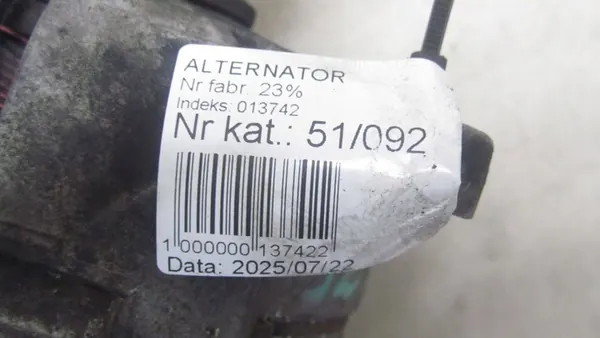 ALTERNATOR
Nr fabr. 23%
Indeks: 013742
Nr kat.: 51/092
1 000000 137422
Data: 2025/07/22